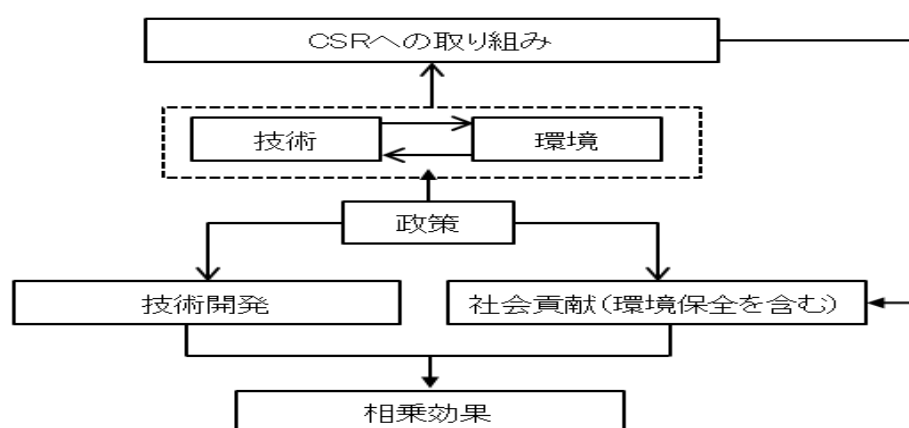 CSRへの取り組み
技術
環境
政策
技術開発
社会貢献(環境保全を含む)
相乗効果